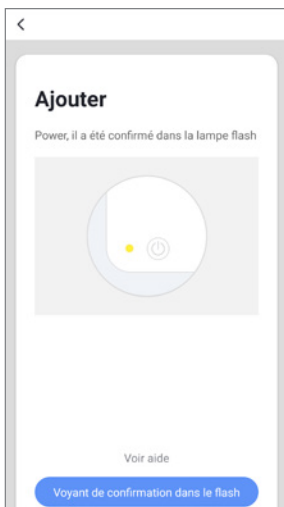 Ajouter
Power, il a été confirmé dans la lampe flash
Voir aide
Voyant de confirmation dans le flash